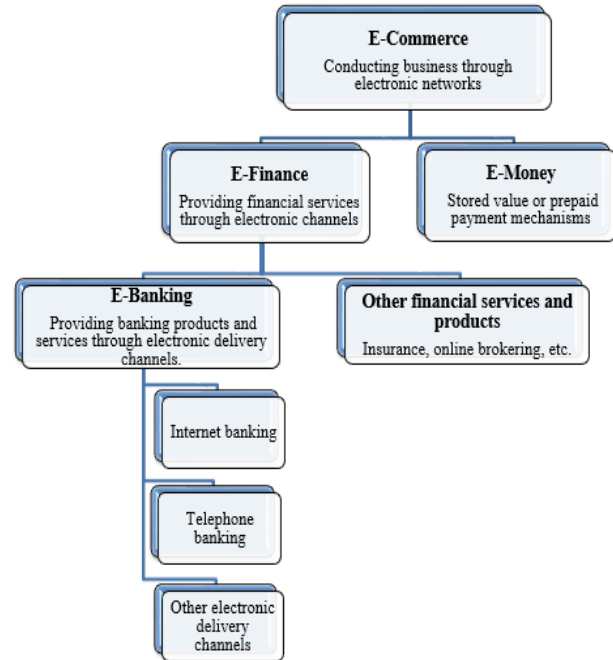 E-Commerce
Conducting business through
electronic networks
E-Finance
Providing financial services
through electronic channels
E-Money
Stored value or prepaid
payment mechanisms
E-Banking
Providing banking products and
services through electronic delivery
channels.
Other financial services and
products
Insurance, online brokering, etc.
Internet banking
Telephone
banking
Other electronic
delivery
channels